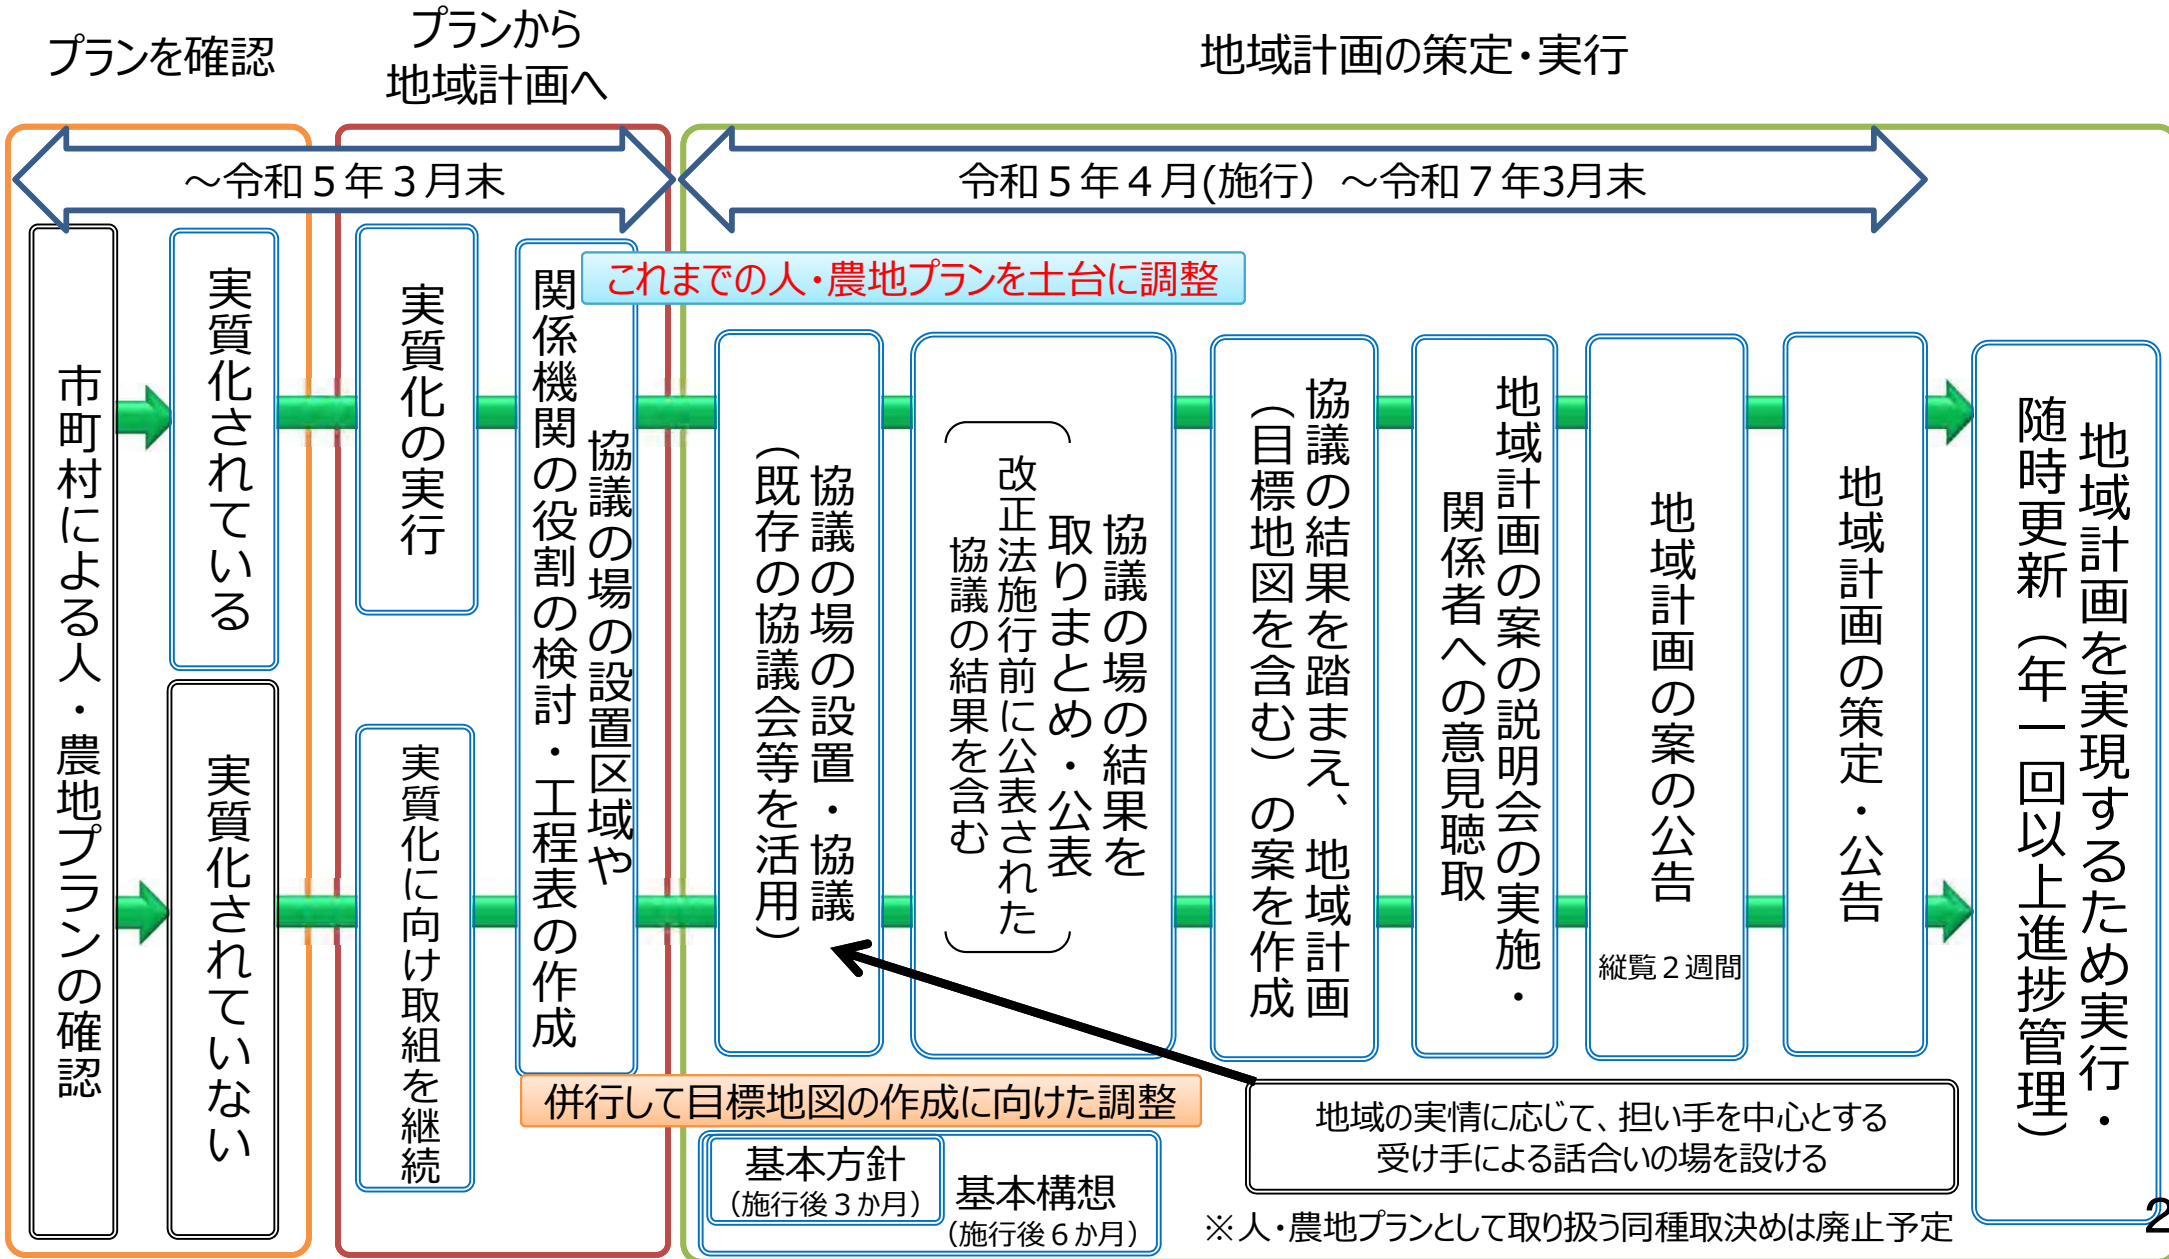 プランを確認
プランから
地域計画へ
地域計画の策定・実行
～令和５年３月末
令和５年４月(施行）～令和７年3月末
これまでの人・農地プランを土台に調整
市町村による人・農地プランの確認
実質化されている
実質化されていない
実質化の実行
実質化に向け取組を継続
協議の場の設置区域や
関係機関の役割の検討・工程表の作成
協議の場の設置・協議
（既存の協議会等を活用）
協議の場の結果を
取りまとめ・公表
改正法施行前に公表された
協議の結果を含む
協議の結果を踏まえ、地域計画
（目標地図を含む）の案を作成
地域計画の案の説明会の実施・
関係者への意見聴取
地域計画の案の公告
縦覧２週間
地域計画の策定・公告
地域計画を実現するため実行・
随時更新（年一回以上進捗管理）
併行して目標地図の作成に向けた調整
基本方針
（施行後３か月）
基本構想
（施行後６か月）
地域の実情に応じて、担い手を中心とする
受け手による話合いの場を設ける
※人・農地プランとして取り扱う同種取決めは廃止予定
2